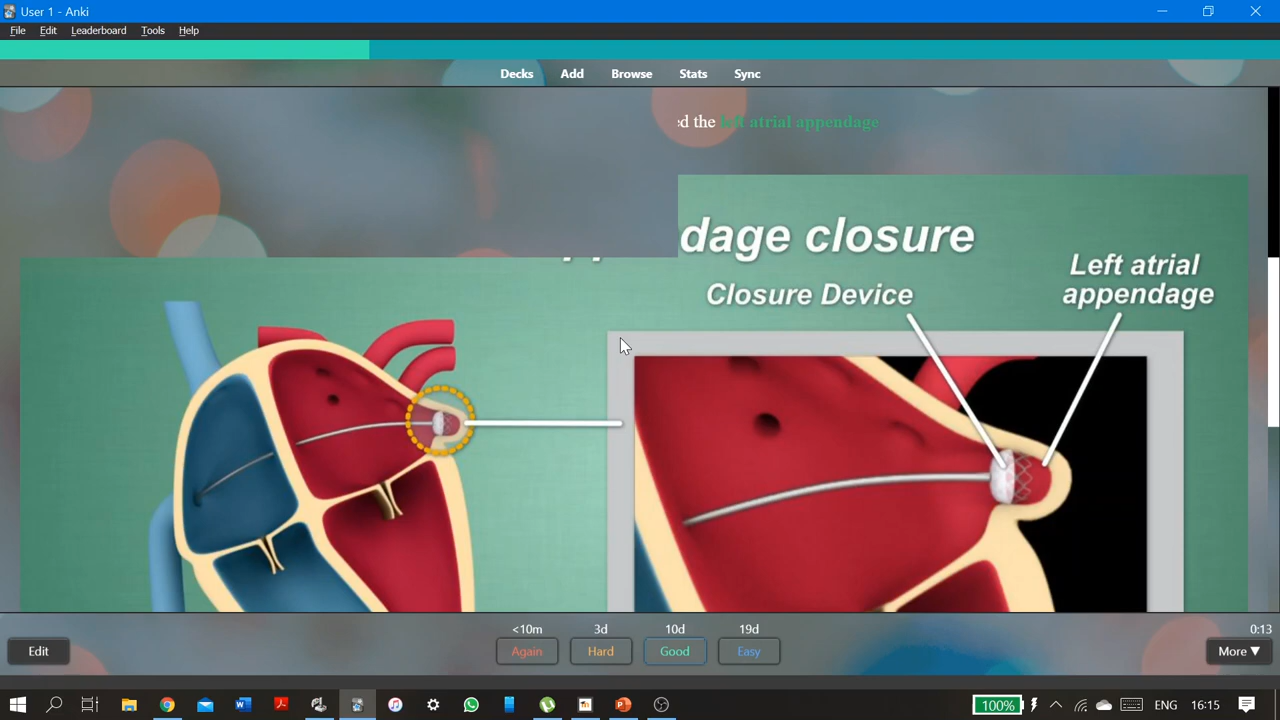 User 1 - Anki
File Edit Leaderboard Tools Help
Decks Add Browse Stats Sync
ed the left atrial appendage
dage closure
Closure Device
Left atrial
appendage
<10m 3d 10d 19d 0:13
Edit Again Hard Good Easy More ▼
100% ENG 16:15